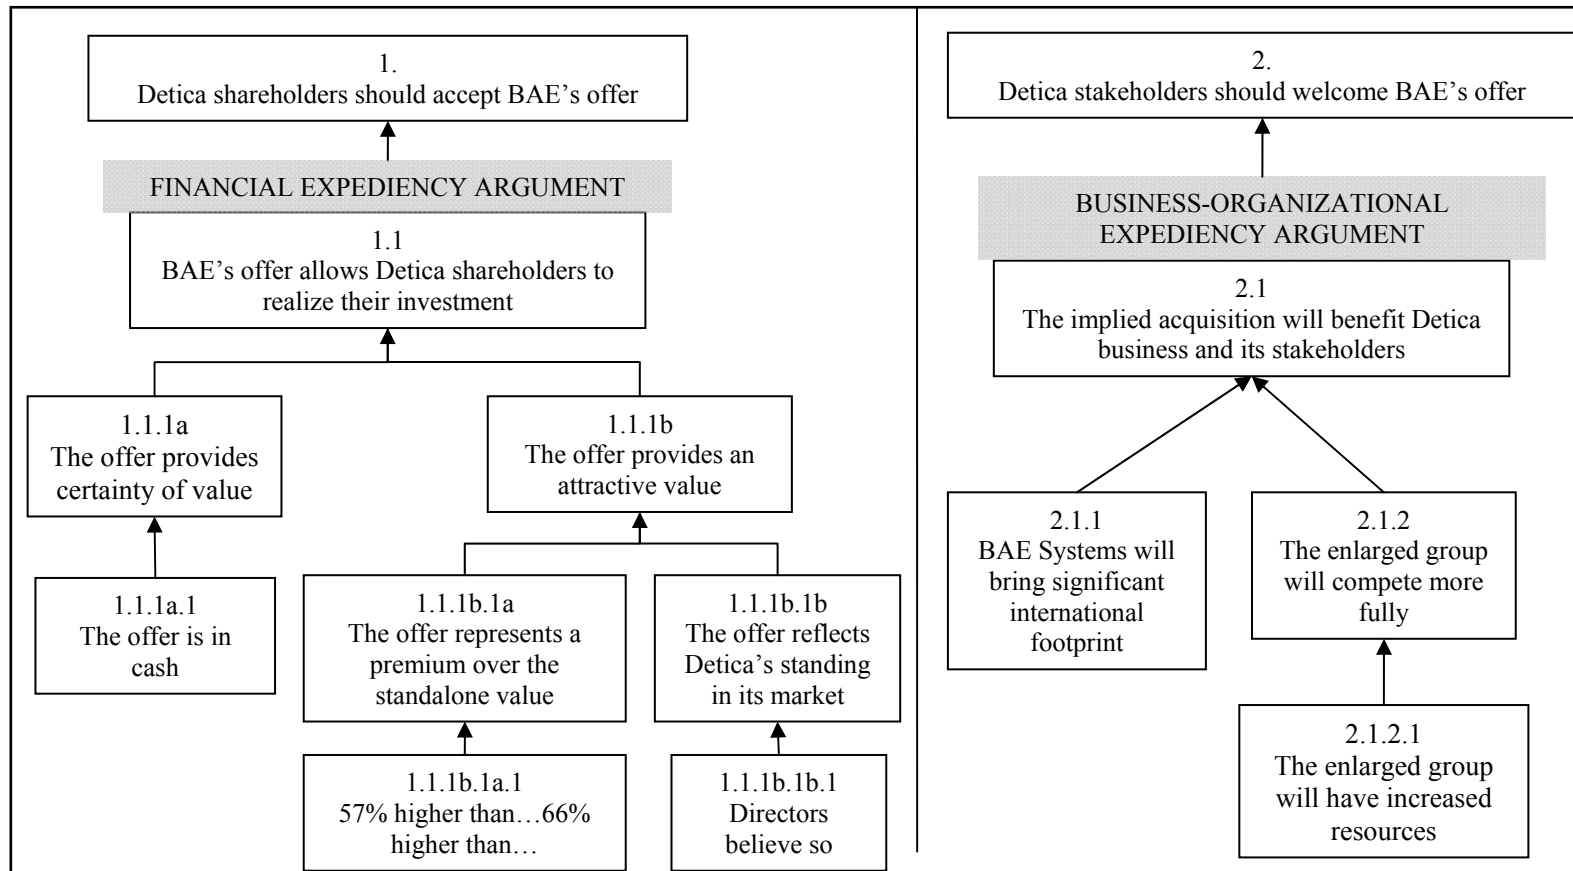 1.
Detica shareholders should accept BAE’s offer
FINANCIAL EXPEDIENCY ARGUMENT
1.1
BAE’s offer allows Detica shareholders to
realize their investment
1.1.1a
The offer provides
certainty of value
1.1.1b
The offer provides an
attractive value
1.1.1a.1
The offer is in
cash
1.1.1b.1a
The offer represents a
premium over the
standalone value
1.1.1b.1b
The offer reflects
Detica’s standing
in its market
1.1.1b.1a.1
57% higher than…66%
higher than…
1.1.1b.1b.1
Directors
believe so
2.
Detica stakeholders should welcome BAE’s offer
BUSINESS-ORGANIZATIONAL
EXPEDIENCY ARGUMENT
2.1
The implied acquisition will benefit Detica
business and its stakeholders
2.1.1
BAE Systems will
bring significant
international
footprint
2.1.2
The enlarged group
will compete more
fully
2.1.2.1
The enlarged group
will have increased
resources